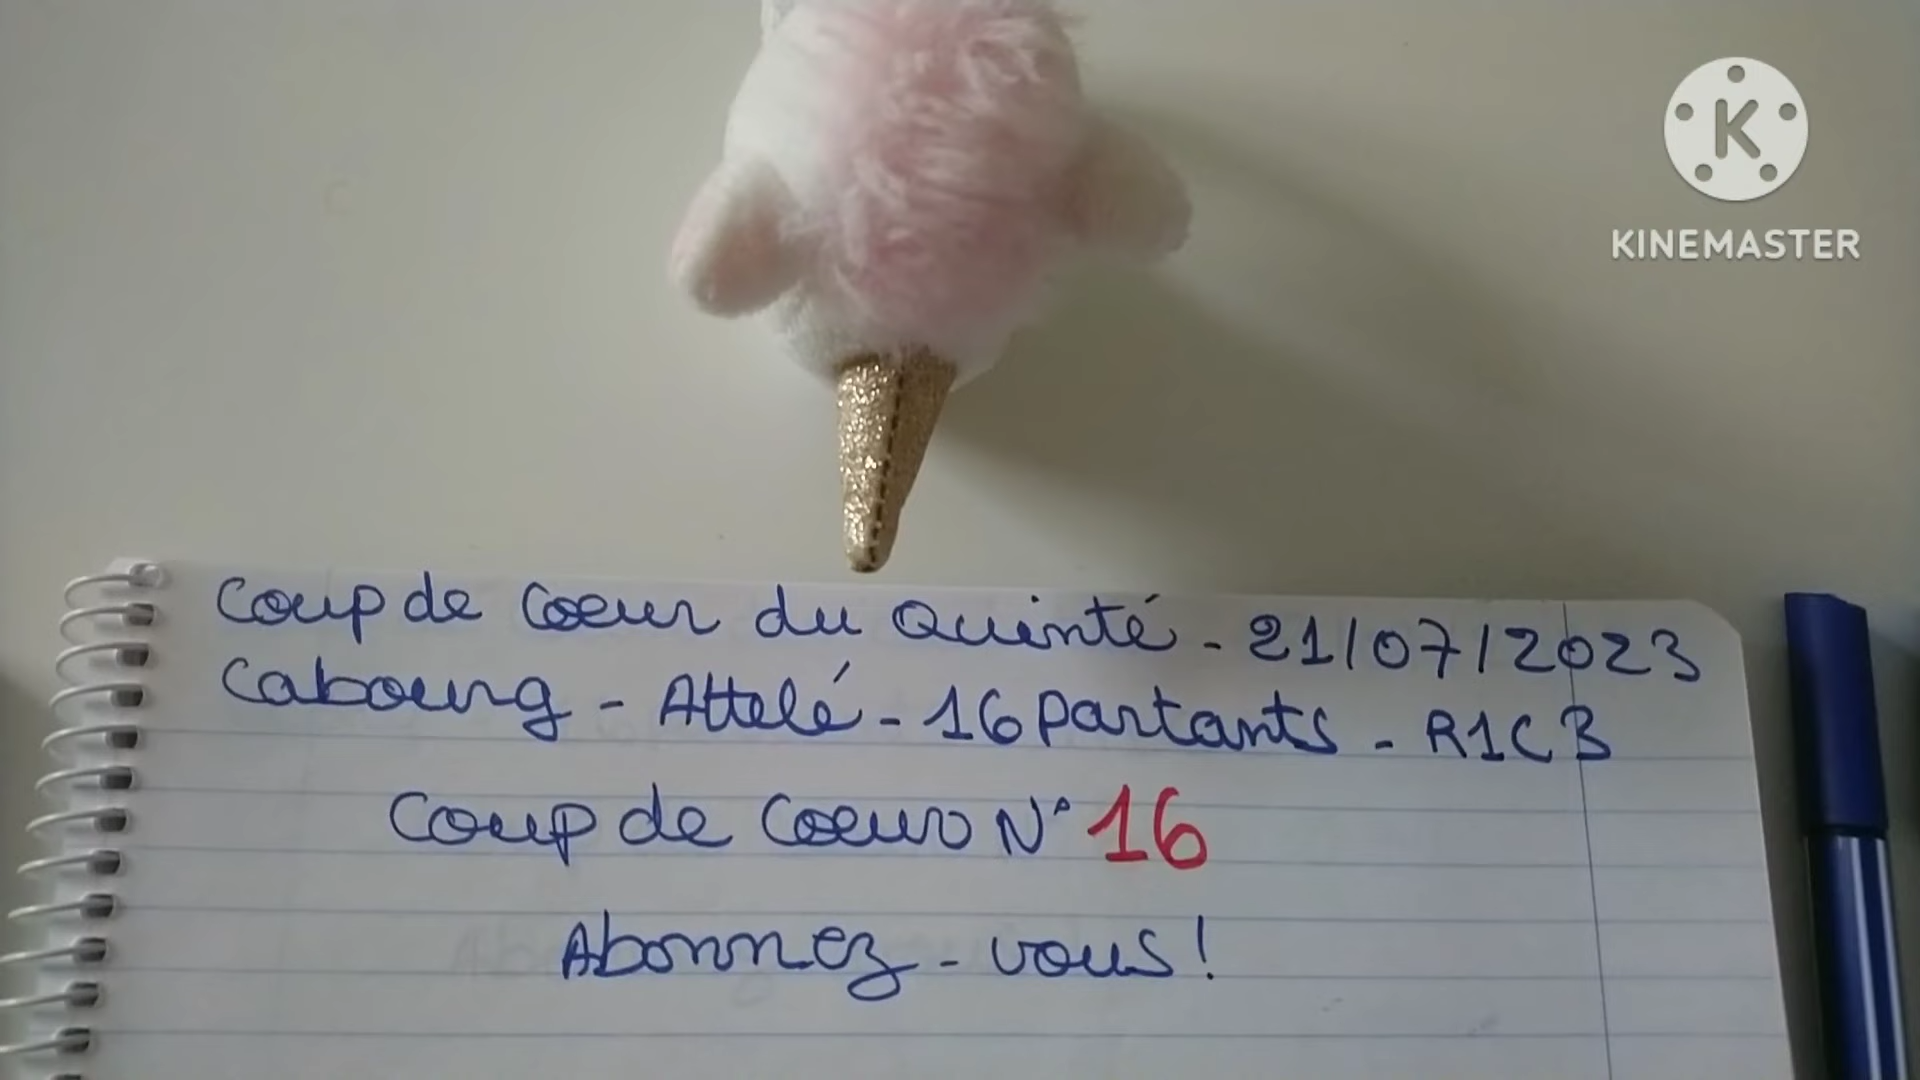 K
KINEMASTER
Coup de Coeur du Quinté - 21/07/2023
Cabourg - Attelé - 16 Partants - R1C3
Coup de Coeur N° 16
Abonnez-vous!